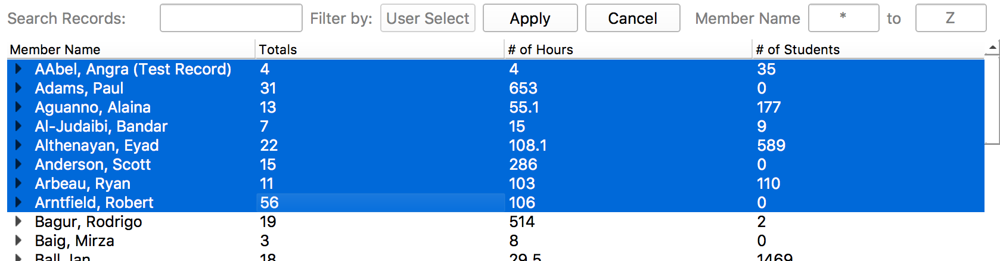 Search Records: Filter by: User Select Apply Cancel Member Name * to Z
Member Name Totals # of Hours # of Students
AAbel, Angra (Test Record) 4 4 35
Adams, Paul 31 653 0
Aguanno, Alaina 13 55.1 177
Al-Judaibi, Bandar 7 15 9
Althenayan, Eyad 22 108.1 589
Anderson, Scott 15 286 0
Arbeau, Ryan 11 103 110
Arntfield, Robert 56 106 0
Bagur, Rodrigo 19 514 2
Baig, Mirza 3 8 0
Ball, Ian 18 29.5 1469